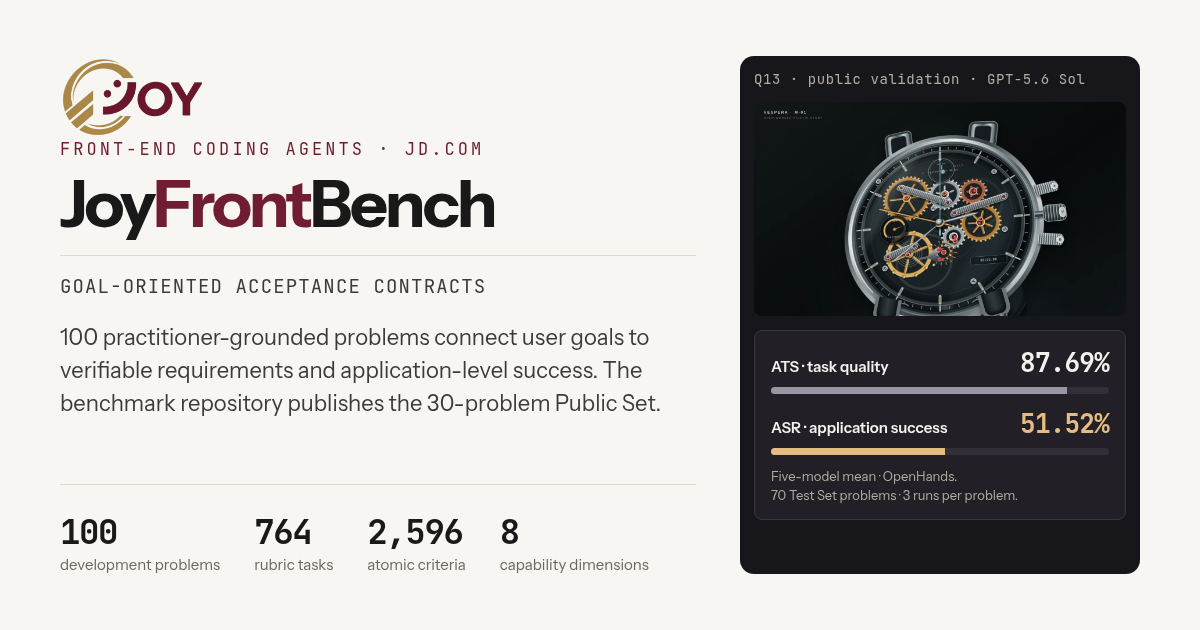 JOY
FRONT-END CODING AGENTS · JD.COM
JoyFrontBench
GOAL-ORIENTED ACCEPTANCE CONTRACTS
100 practitioner-grounded problems connect user goals to
verifiable requirements and application-level success. The
benchmark repository publishes the 30-problem Public Set.
100
development problems
764
rubric tasks
2,596
atomic criteria
8
capability dimensions
Q13 · public validation · GPT-5.6 Sol
ATS · task quality
87.69%
ASR · application success
51.52%
Five-model mean · OpenHands.
70 Test Set problems · 3 runs per problem.